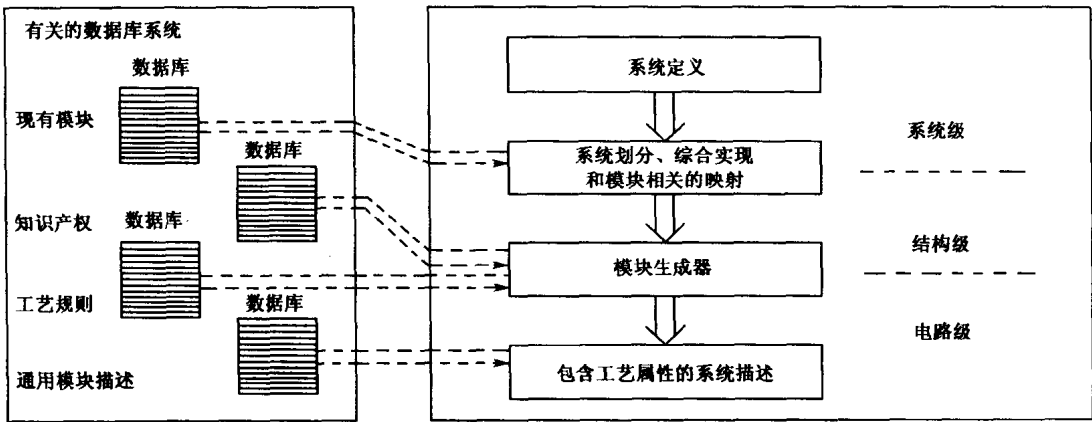 有关的数据库系统
数据库
现有模块
数据库
知识产权
数据库
工艺规则
数据库
通用模块描述
系统定义
系统划分、综合实现
和模块相关的映射
模块生成器
包含工艺属性的系统描述
系统级
结构级
电路级